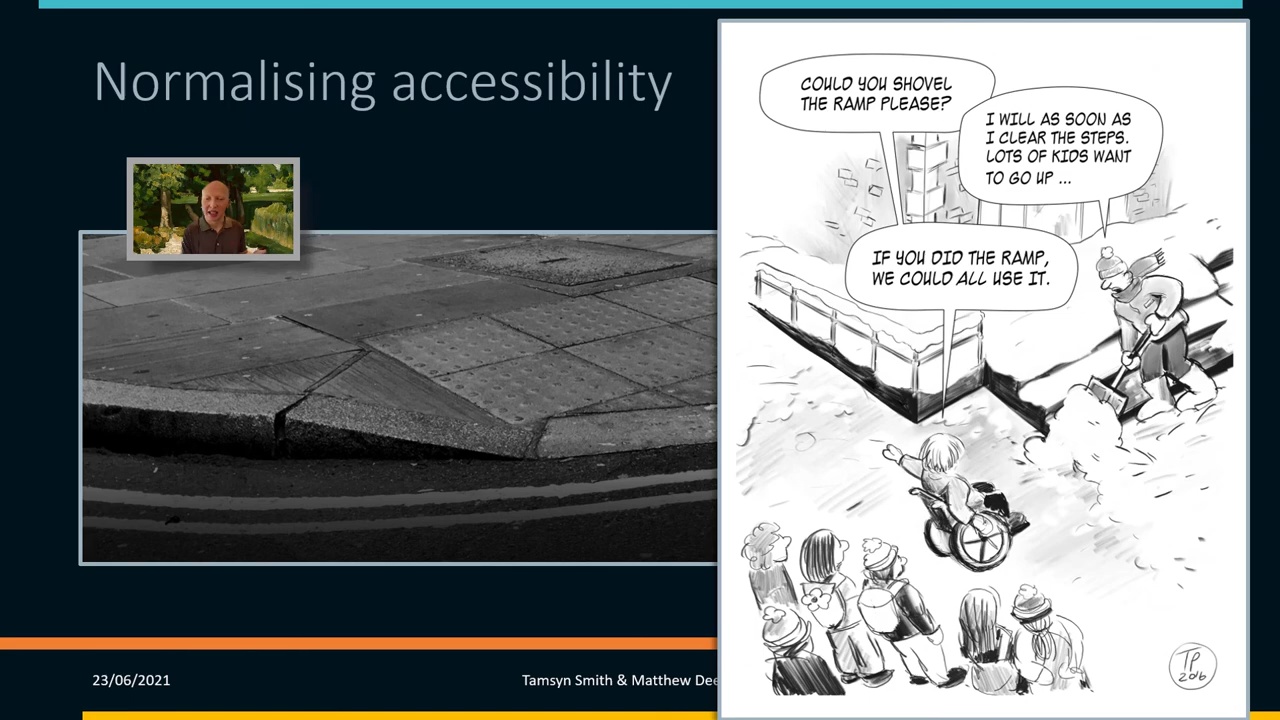 Normalising accessibility
COULD YOU SHOVEL
THE RAMP PLEASE?
I WILL AS SOON AS
I CLEAR THE STEPS.
LOTS OF KIDS WANT
TO GO UP ...
IF YOU DID THE RAMP,
WE COULD ALL USE IT.
TP
2016
23/06/2021
Tamsyn Smith & Matthew Dee